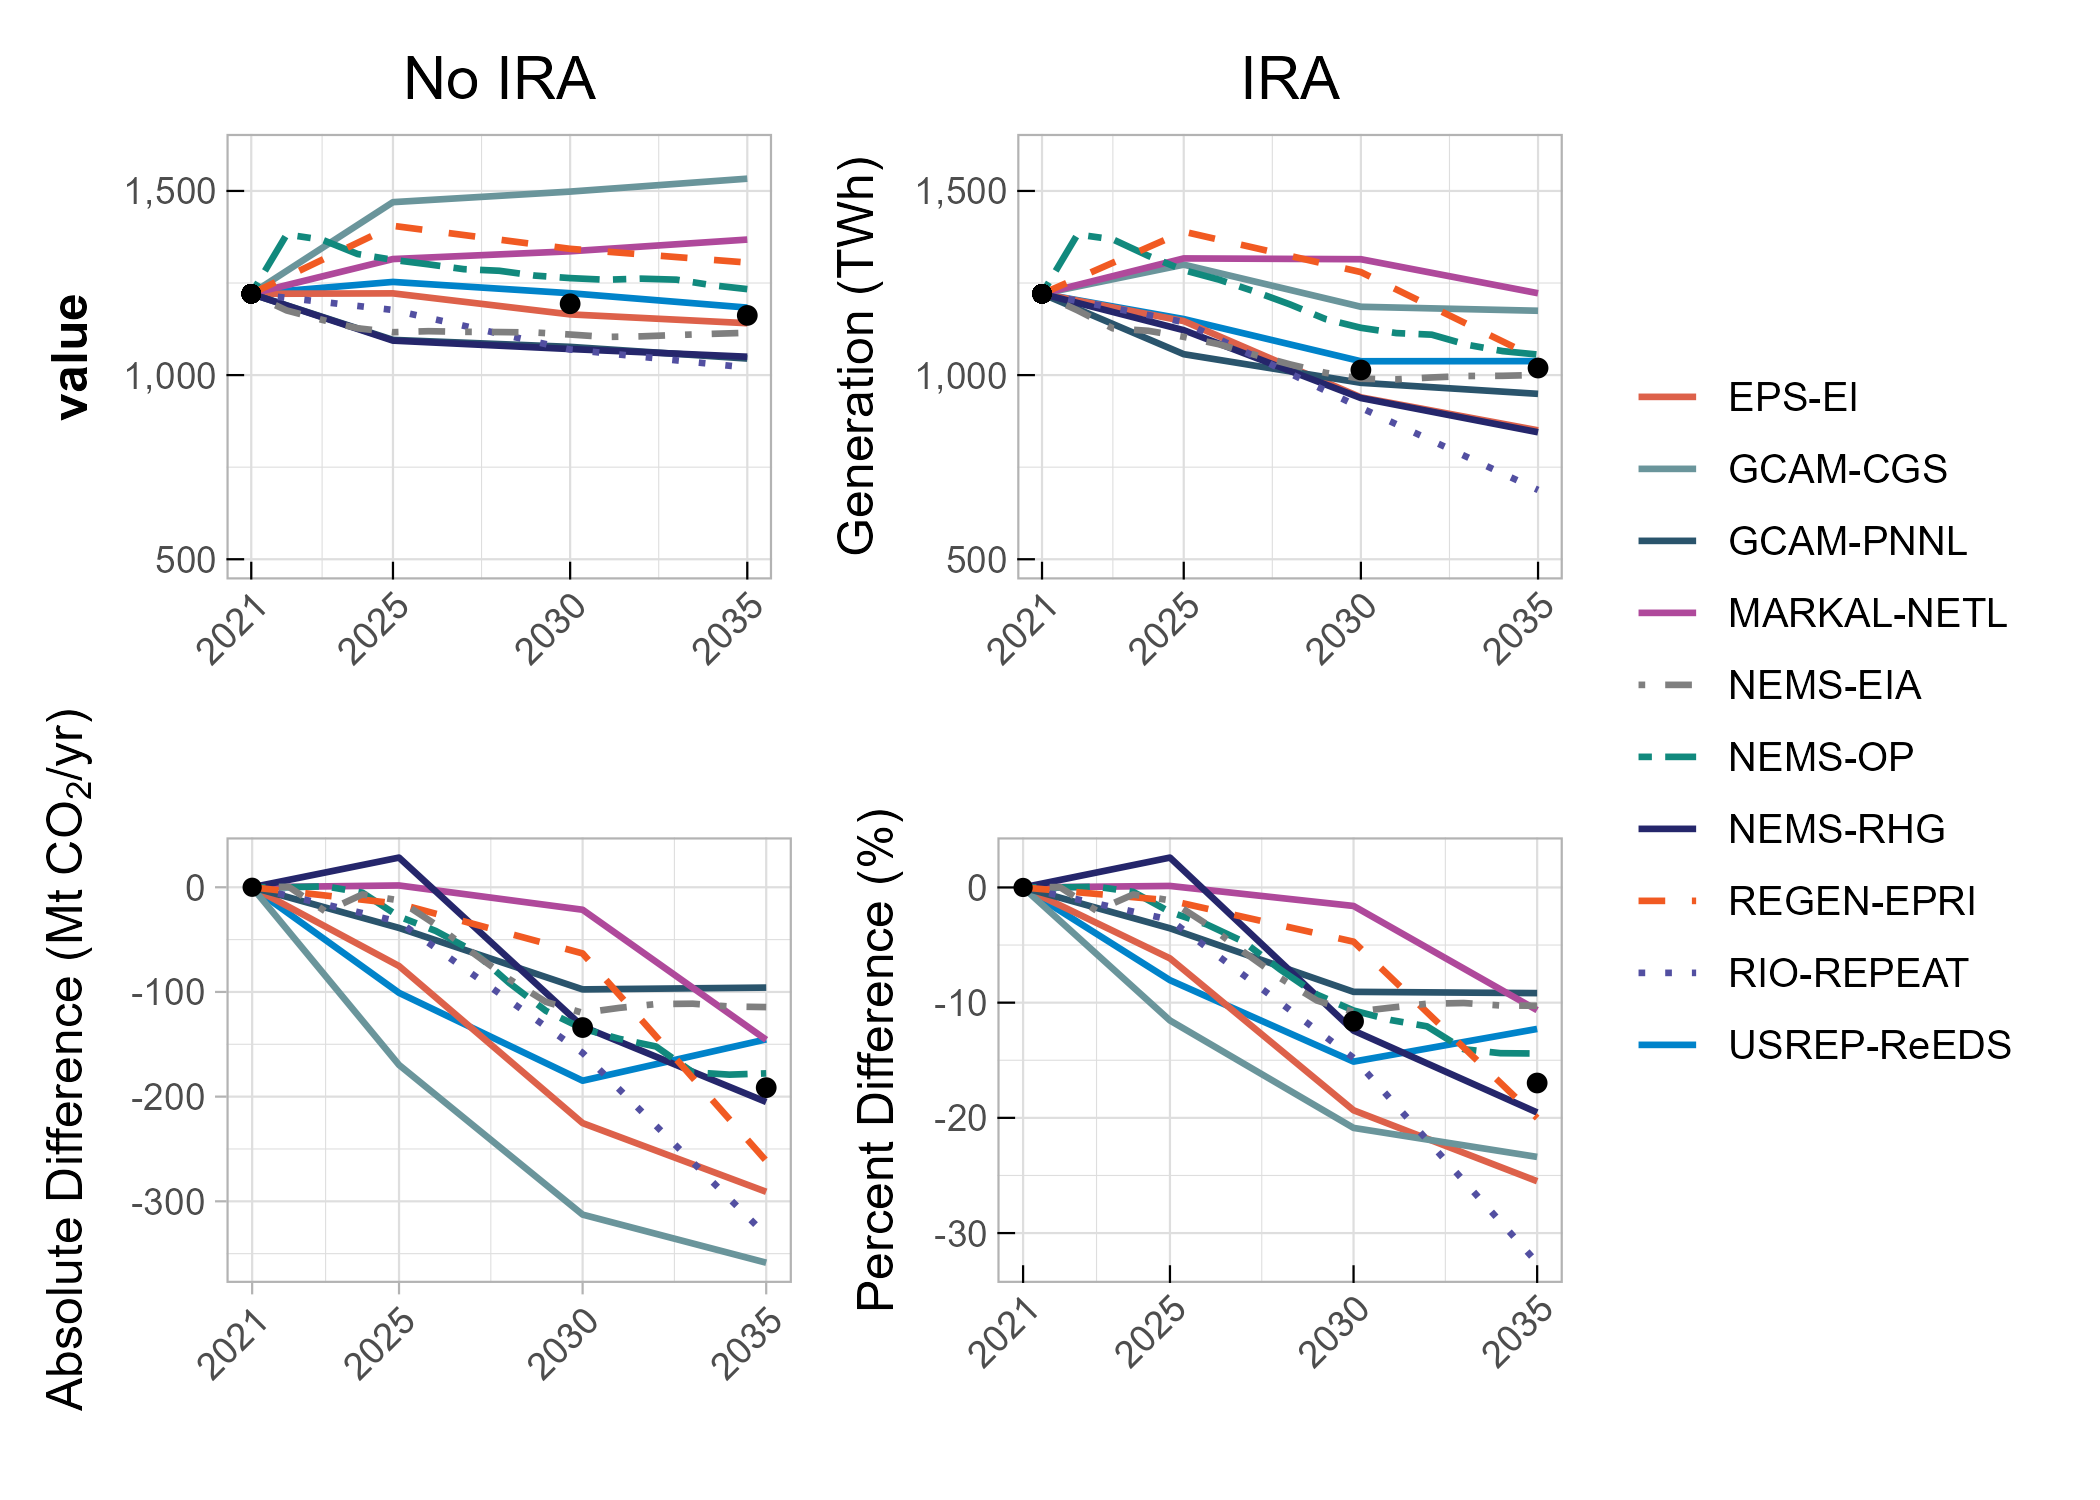 No IRA
IRA
value
1,500
1,000
500
2021
2025
2030
2035
Generation (TWh)
1,500
1,000
500
2021
2025
2030
2035
Absolute Difference (Mt CO2/yr)
0
-100
-200
-300
2021
2025
2030
2035
Percent Difference (%)
0
-10
-20
-30
2021
2025
2030
2035
EPS-EI
GCAM-CGS
GCAM-PNNL
MARKAL-NETL
NEMS-EIA
NEMS-OP
NEMS-RHG
REGEN-EPRI
RIO-REPEAT
USREP-ReEDS